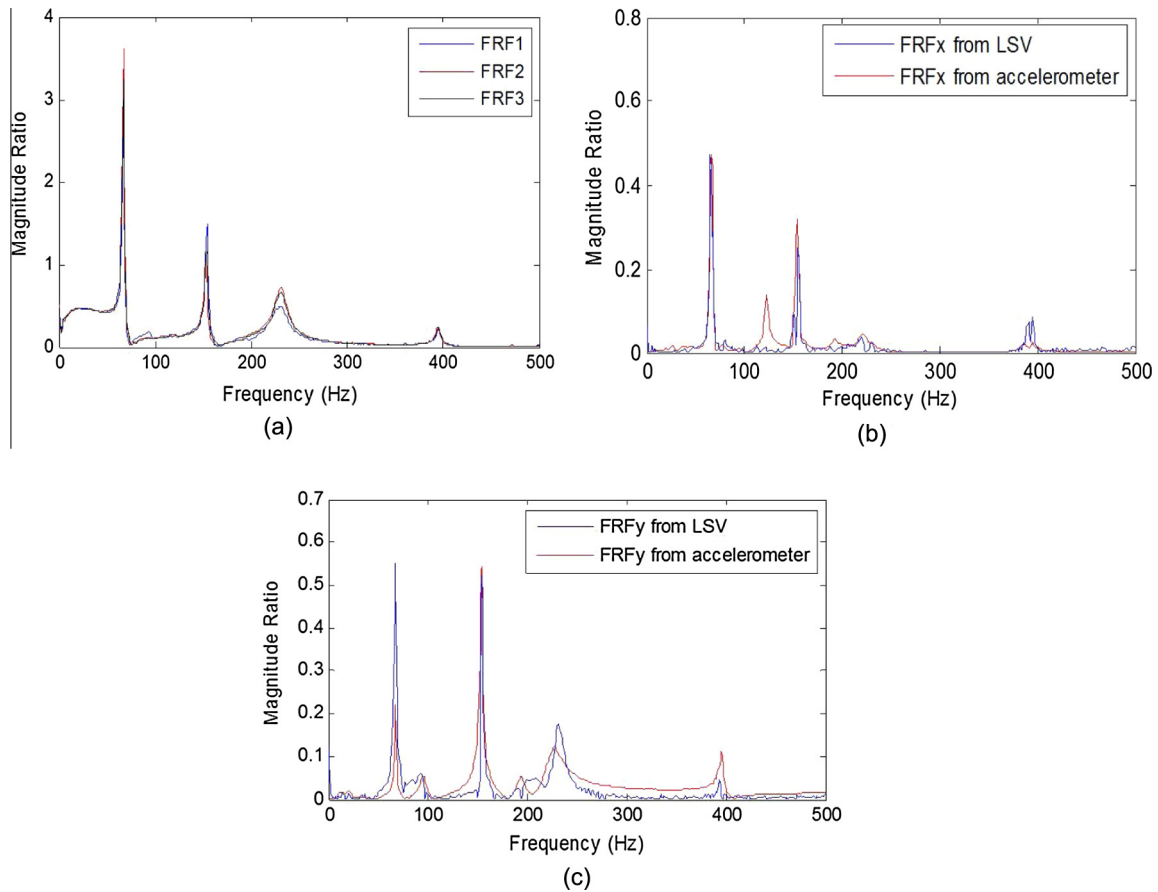 4
3
2
1
0
Magnitude Ratio
FRF1
FRF2
FRF3
0 100 200 300 400 500
Frequency (Hz)
(a)
0.8
0.6
0.4
0.2
0
Magnitude Ratio
FRFx from LSV
FRFx from accelerometer
0 100 200 300 400 500
Frequency (Hz)
(b)
0.7
0.6
0.5
0.4
0.3
0.2
0.1
0
Magnitude Ratio
FRFy from LSV
FRFy from accelerometer
0 100 200 300 400 500
Frequency (Hz)
(c)